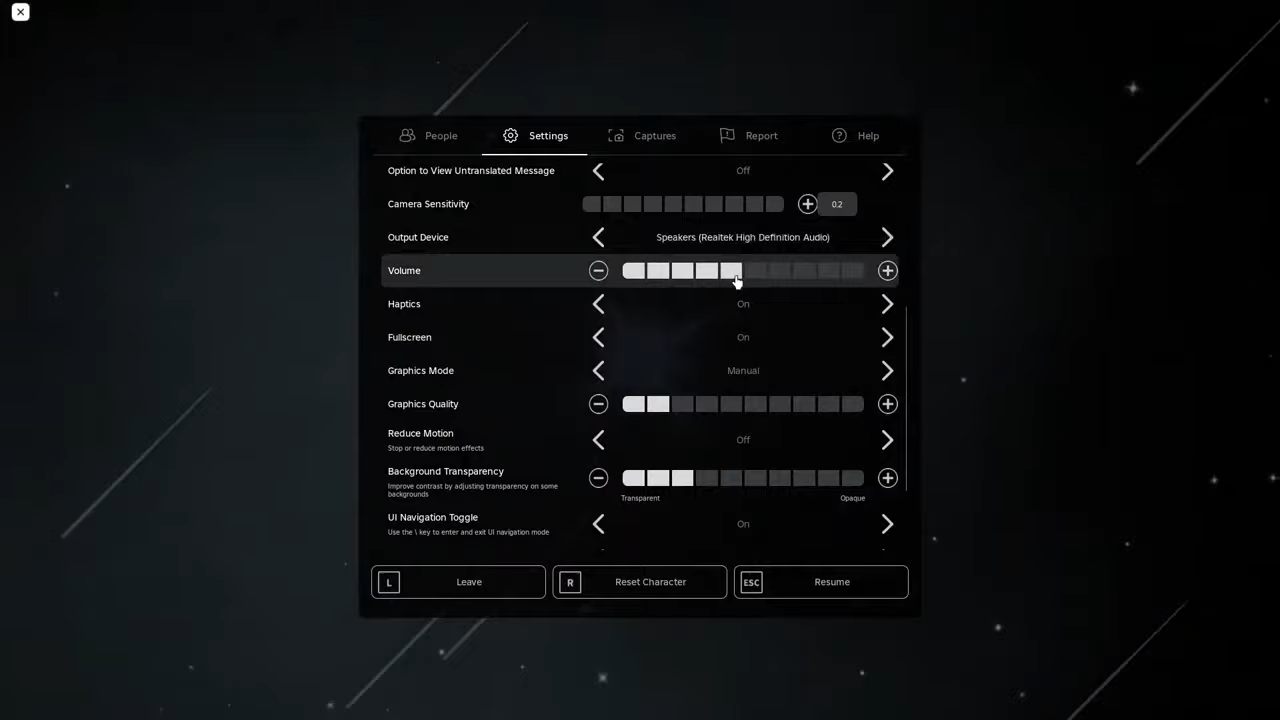 People Settings Captures Report Help
Option to View Untranslated Message Off
Camera Sensitivity 0.2
Output Device Speakers (Realtek High Definition Audio)
Volume
Haptics On
Fullscreen On
Graphics Mode Manual
Graphics Quality
Reduce Motion Off
Stop or reduce motion effects
Background Transparency
Improve contrast by adjusting transparency on some
backgrounds
Transparent Opaque
UI Navigation Toggle On
Use the \ key to enter and exit UI navigation mode
L Leave R Reset Character ESC Resume